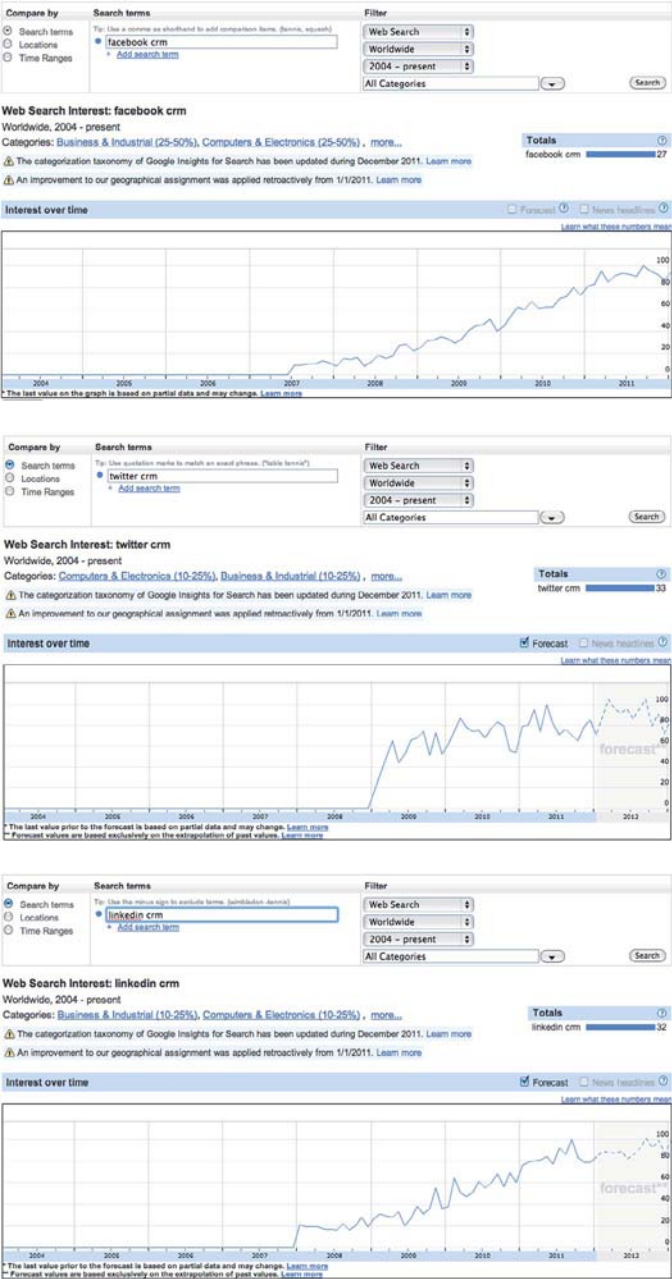 Compare by Search terms Filter
Search terms
Locations
Time Ranges
Tip: Use a comma as shorthand to add comparison items. (tennis, squash)
facebook crm
+ Add search term
Web Search
Worldwide
2004 - present
All Categories
Search
Web Search Interest: facebook crm
Worldwide, 2004 - present
Categories: Business & Industrial (25-50%), Computers & Electronics (25-50%) , more...
The categorization taxonomy of Google Insights for Search has been updated during December 2011. Learn more
An improvement to our geographical assignment was applied retroactively from 1/1/2011. Learn more
Totals ?
facebook crm 27
Interest over time Forecast ? News headlines ?
Learn what these numbers mean
100
80
60
40
20
0
2004 2005 2006 2007 2008 2009 2010 2011
* The last value on the graph is based on partial data and may change. Learn more
Compare by Search terms Filter
Search terms
Locations
Time Ranges
Tip: Use quotation marks to match an exact phrase. ("table tennis")
twitter crm
+ Add search term
Web Search
Worldwide
2004 - present
All Categories
Search
Web Search Interest: twitter crm
Worldwide, 2004 - present
Categories: Computers & Electronics (10-25%), Business & Industrial (10-25%) , more...
The categorization taxonomy of Google Insights for Search has been updated during December 2011. Learn more
An improvement to our geographical assignment was applied retroactively from 1/1/2011. Learn more
Totals ?
twitter crm 33
Interest over time Forecast News headlines ?
Learn what these numbers mean
100
80
60
40
20
0
forecast**
2004 2005 2006 2007 2008 2009 2010 2011 2012
* The last value prior to the forecast is based on partial data and may change. Learn more
** Forecast values are based exclusively on the extrapolation of past values. Learn more
Compare by Search terms Filter
Search terms
Locations
Time Ranges
Tip: Use the minus sign to exclude terms. (wimbledon -tennis)
linkedin crm
+ Add search term
Web Search
Worldwide
2004 - present
All Categories
Search
Web Search Interest: linkedin crm
Worldwide, 2004 - present
Categories: Business & Industrial (10-25%), Computers & Electronics (10-25%) , more...
The categorization taxonomy of Google Insights for Search has been updated during December 2011. Learn more
An improvement to our geographical assignment was applied retroactively from 1/1/2011. Learn more
Totals ?
linkedin crm 32
Interest over time Forecast News headlines ?
Learn what these numbers mean
100
80
60
40
20
0
forecast**
2004 2005 2006 2007 2008 2009 2010 2011 2012
* The last value prior to the forecast is based on partial data and may change. Learn more
** Forecast values are based exclusively on the extrapolation of past values. Learn more